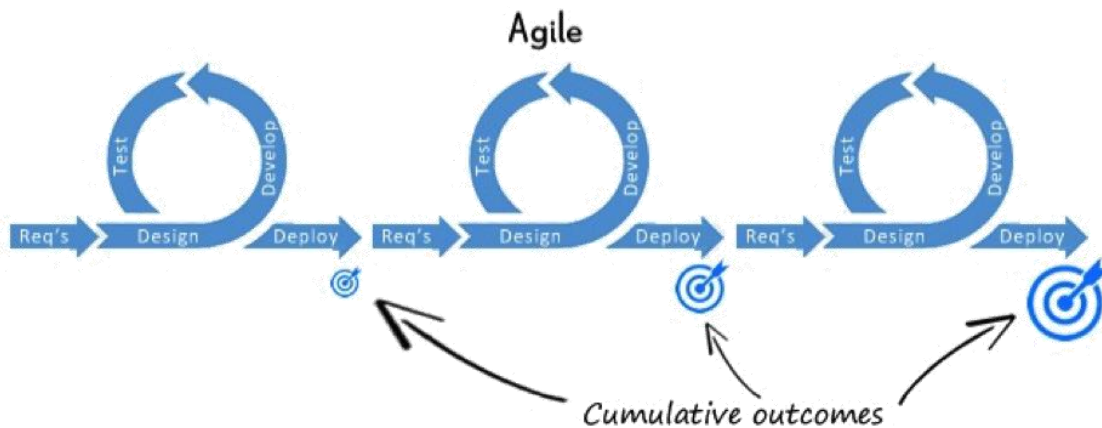 Agile
Test
Develop
Req's
Design
Deploy
Test
Develop
Req's
Design
Deploy
Test
Develop
Req's
Design
Deploy
Cumulative outcomes